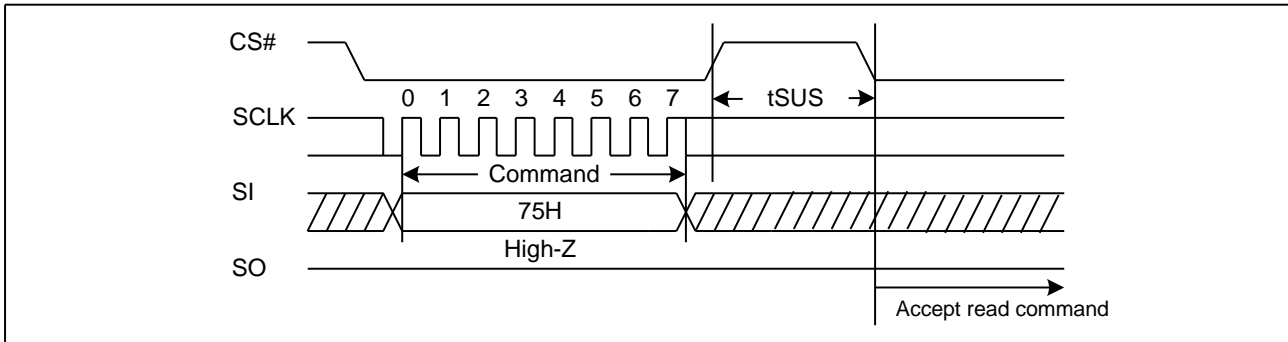 CS#
tSUS
0 1 2 3 4 5 6 7
SCLK
Command
SI
75H
High-Z
SO
Accept read command